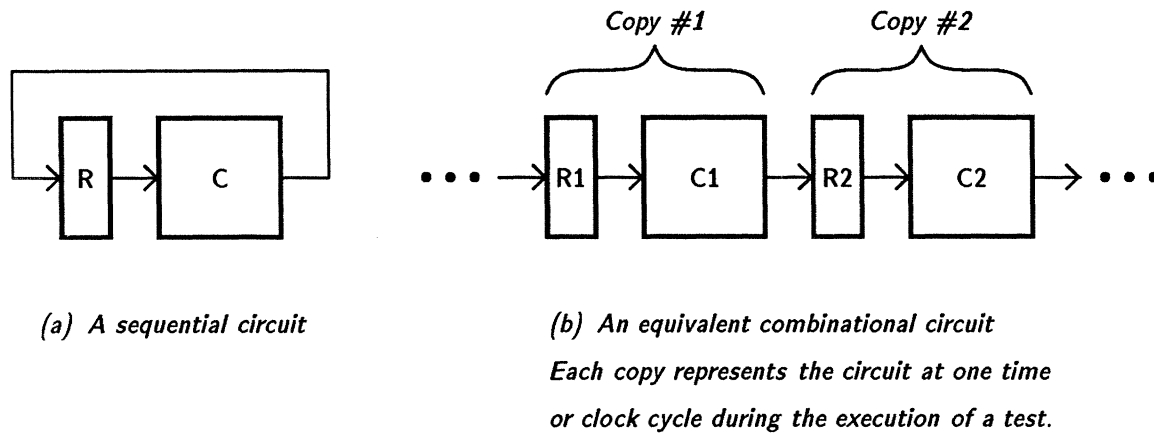 Copy #1
Copy #2
R
C
R1
C1
R2
C2
(a) A sequential circuit
(b) An equivalent combinational circuit
Each copy represents the circuit at one time
or clock cycle during the execution of a test.